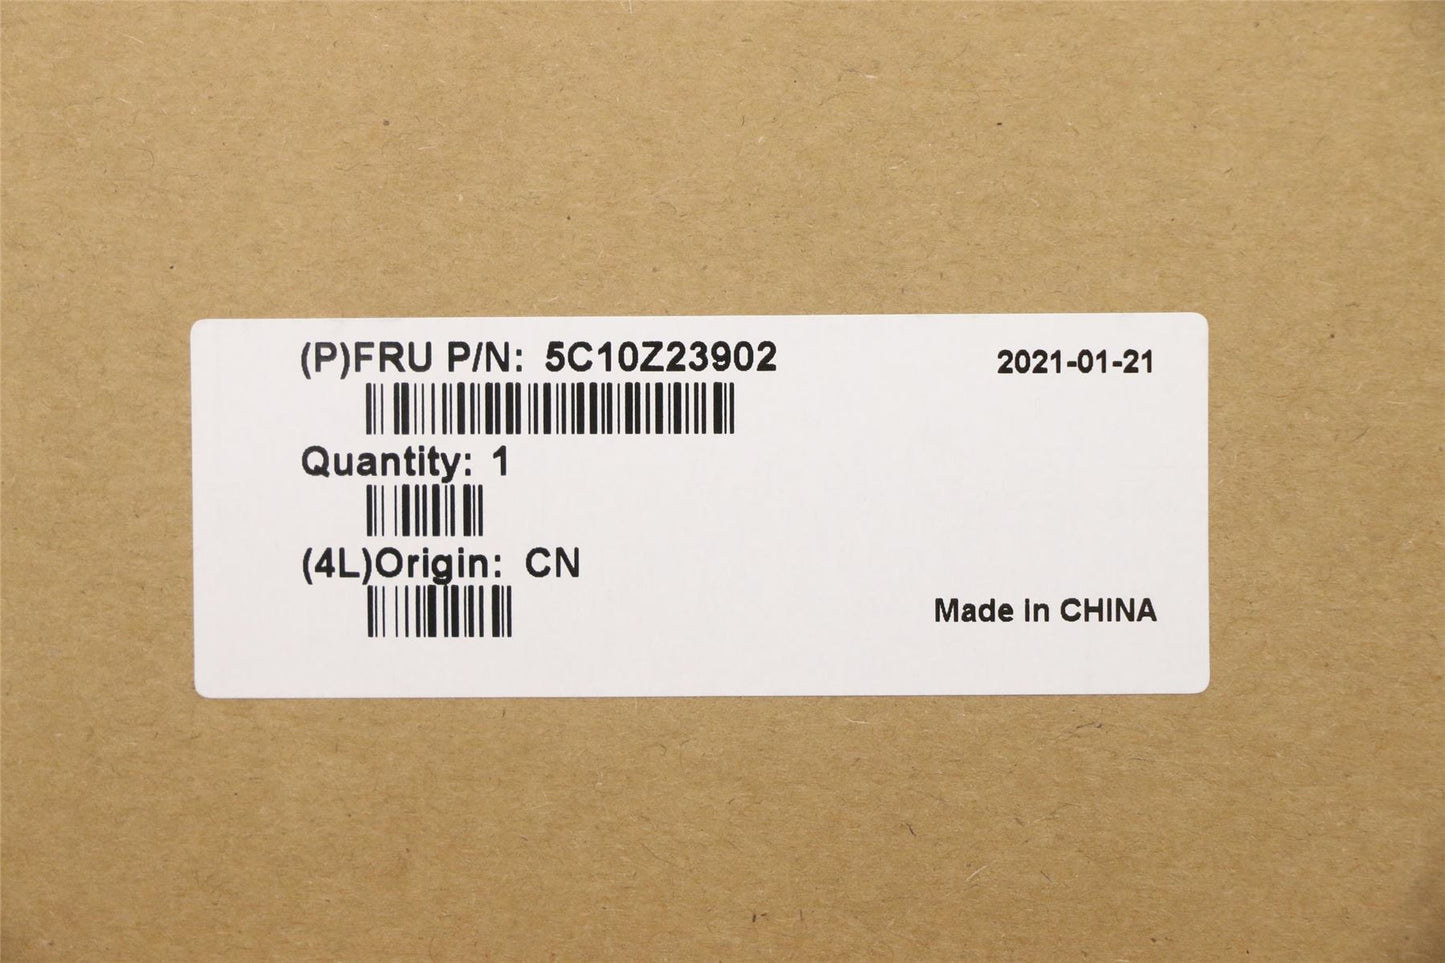 (P)FRU P/N: 5C10Z23902
2021-01-21
Quantity: 1
(4L)Origin: CN
Made in CHINA